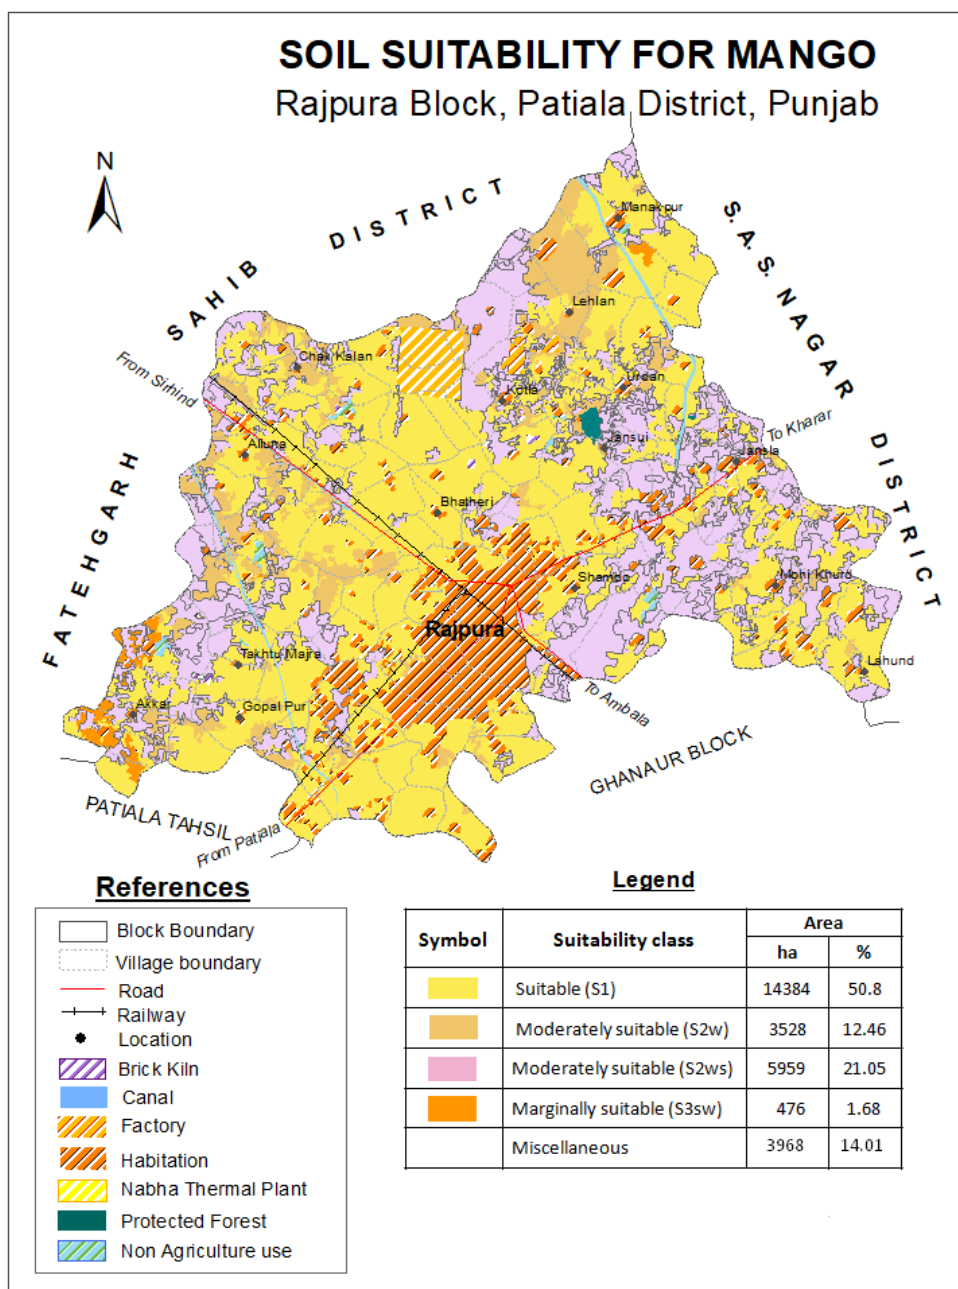 SOIL SUITABILITY FOR MANGO
Rajpura Block, Patiala District, Punjab
N
FATEHGARH SAHIB DISTRICT
S.A.S. NAGAR DISTRICT
Manakpur
Lehlan
Chak Kalan
From Sirhind
Kotla
Urdan
To Kharar
Alluna
Jansui
Jansla
Bhatheri
Shamdo
Mohi Khurd
Rajpura
Takhtu Majra
Lahund
To Ambala
Akkar
Gopal Pur
GHANAUR BLOCK
PATIALA TAHSIL
From Patiala
References
Block Boundary
Village boundary
Road
Railway
Location
Brick Kiln
Canal
Factory
Habitation
Nabha Thermal Plant
Protected Forest
Non Agriculture use
Legend
Symbol Suitability class Area
ha %
Suitable (S1) 14384 50.8
Moderately suitable (S2w) 3528 12.46
Moderately suitable (S2ws) 5959 21.05
Marginally suitable (S3sw) 476 1.68
Miscellaneous 3968 14.01